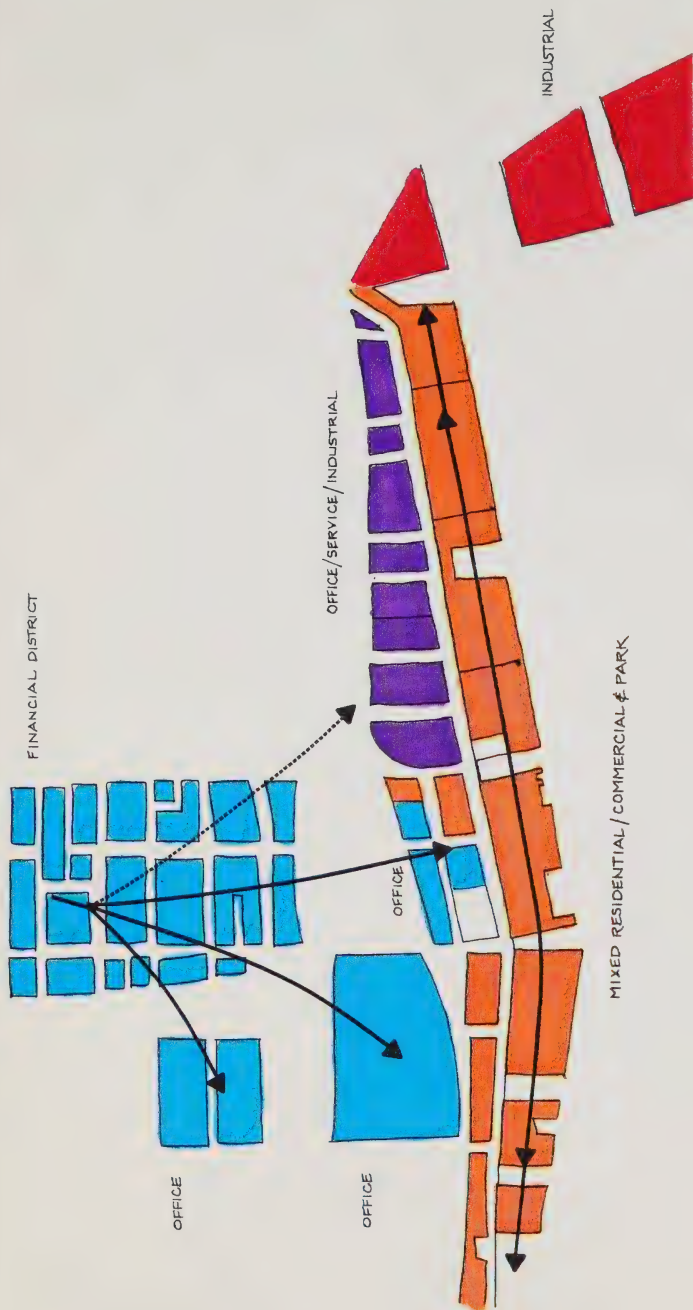 FINANCIAL DISTRICT
INDUSTRIAL
OFFICE/SERVICE/INDUSTRIAL
OFFICE
OFFICE
OFFICE
MIXED RESIDENTIAL/COMMERCIAL & PARK